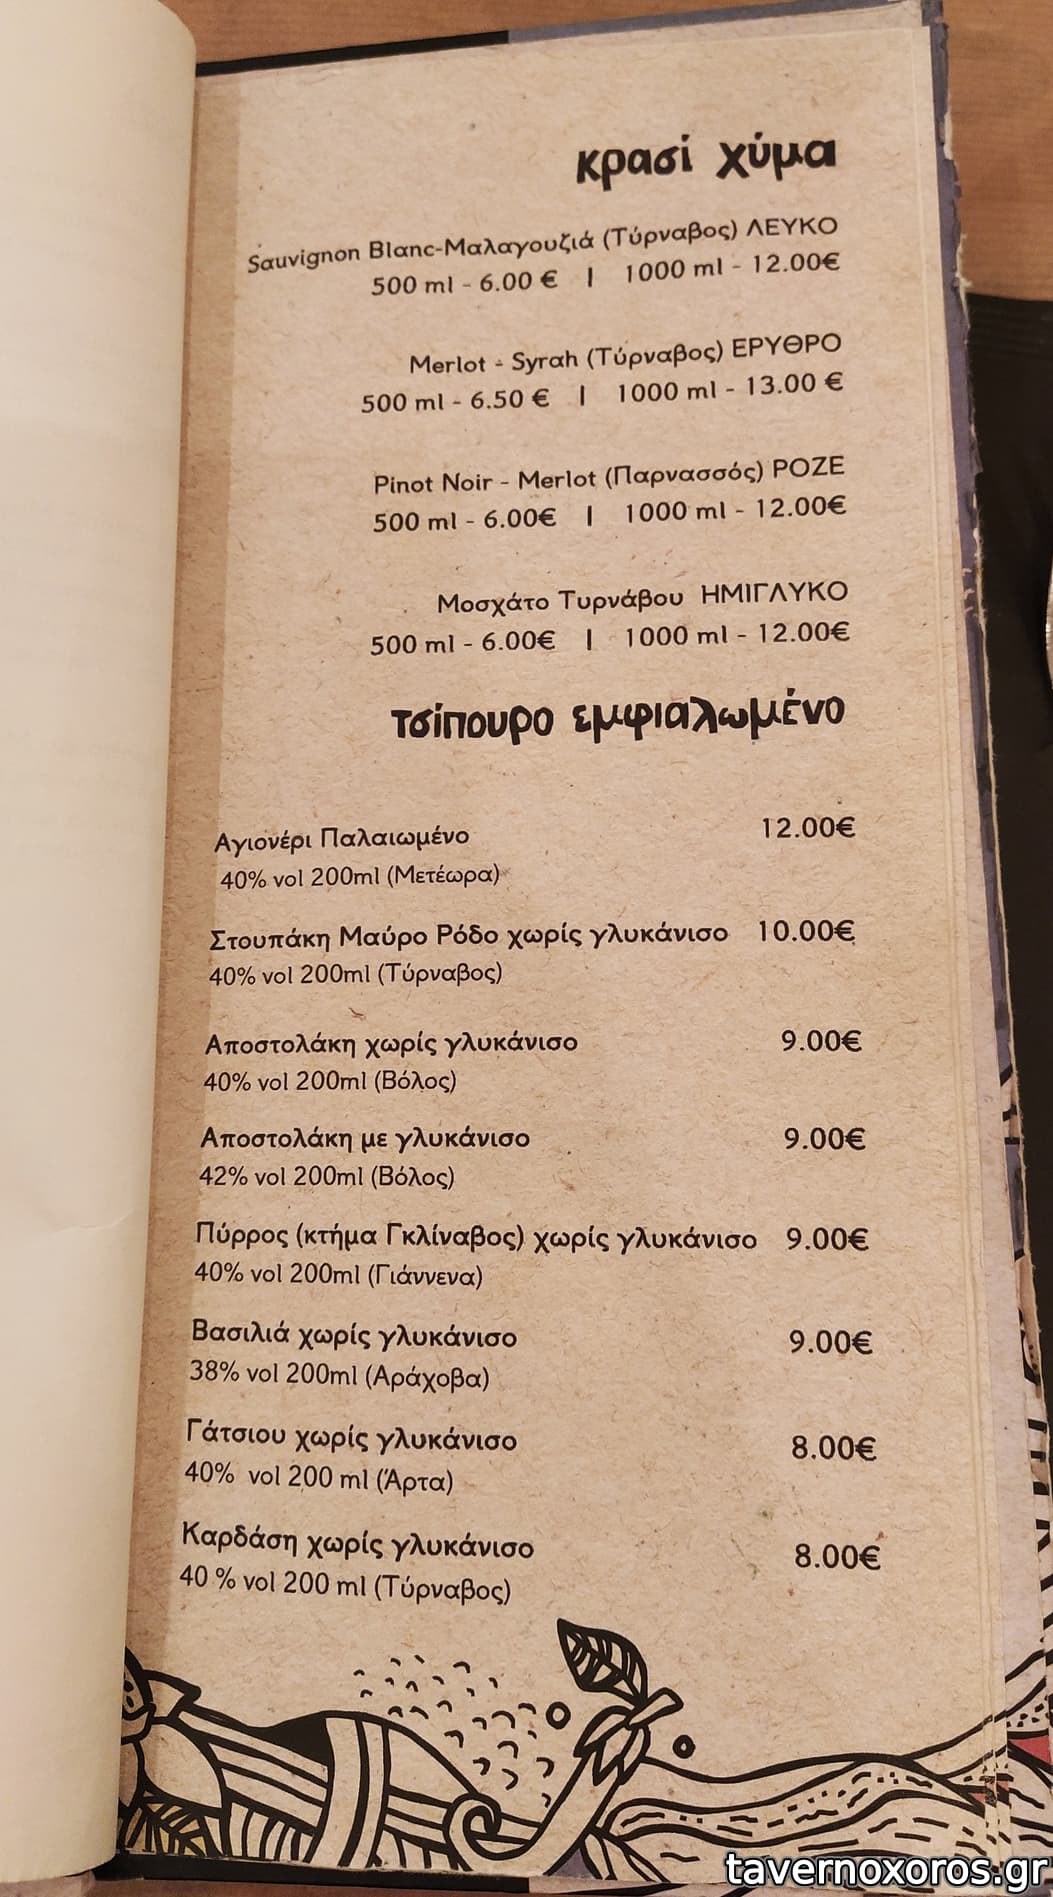 κρασί χύμα
Sauvignon Blanc-Μαλαγουζιά (Τύρναβος) ΛΕΥΚΟ
500 ml - 6.00 € | 1000 ml - 12.00€
Merlot - Syrah (Τύρναβος) ΕΡΥΘΡΟ
500 ml - 6.50 € | 1000 ml - 13.00 €
Pinot Noir - Merlot (Παρνασσός) ΡΟΖΕ
500 ml - 6.00€ | 1000 ml - 12.00€
Μοσχάτο Τυρνάβου ΗΜΙΓΛΥΚΟ
500 ml - 6.00€ | 1000 ml - 12.00€
τσίπουρο εμφιαλωμένο
Αγιονέρι Παλαιωμένο 12.00€
40% vol 200ml (Μετέωρα)
Στουπάκη Μαύρο Ρόδο χωρίς γλυκάνισο 10.00€
40% vol 200ml (Τύρναβος)
Αποστολάκη χωρίς γλυκάνισο 9.00€
40% vol 200ml (Βόλος)
Αποστολάκη με γλυκάνισο 9.00€
42% vol 200ml (Βόλος)
Πύρρος (κτήμα Γκλίναβος) χωρίς γλυκάνισο 9.00€
40% vol 200ml (Γιάννενα)
Βασιλιά χωρίς γλυκάνισο 9.00€
38% vol 200ml (Αράχοβα)
Γάτσιου χωρίς γλυκάνισο 8.00€
40% vol 200 ml (Άρτα)
Καρδάση χωρίς γλυκάνισο 8.00€
40 % vol 200 ml (Τύρναβος)
tavernoxoros.gr